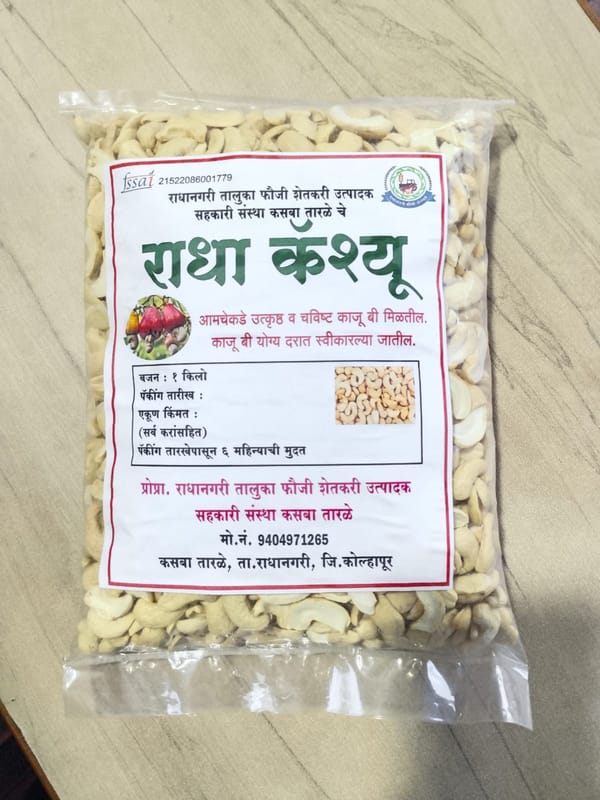 fssai 21522086001779
राधानगरी तालुका फौजी शेतकरी उत्पादक
सहकारी संस्था कसबा तारळे चे
राधा कॅश्यू
आमचेकडे उत्कृष्ठ व चविष्ट काजू बी मिळतील.
काजू बी योग्य दरात स्वीकारल्या जातील.
वजन : १ किलो
पॅकींग तारीख :
एकूण किंमत :
(सर्व करांसहित)
पॅकींग तारखेपासून ६ महिन्याची मुदत
प्रोप्रा. राधानगरी तालुका फौजी शेतकरी उत्पादक
सहकारी संस्था कसबा तारळे
मो.नं. 9404971265
कसबा तारळे, ता.राधानगरी, जि.कोल्हापूर